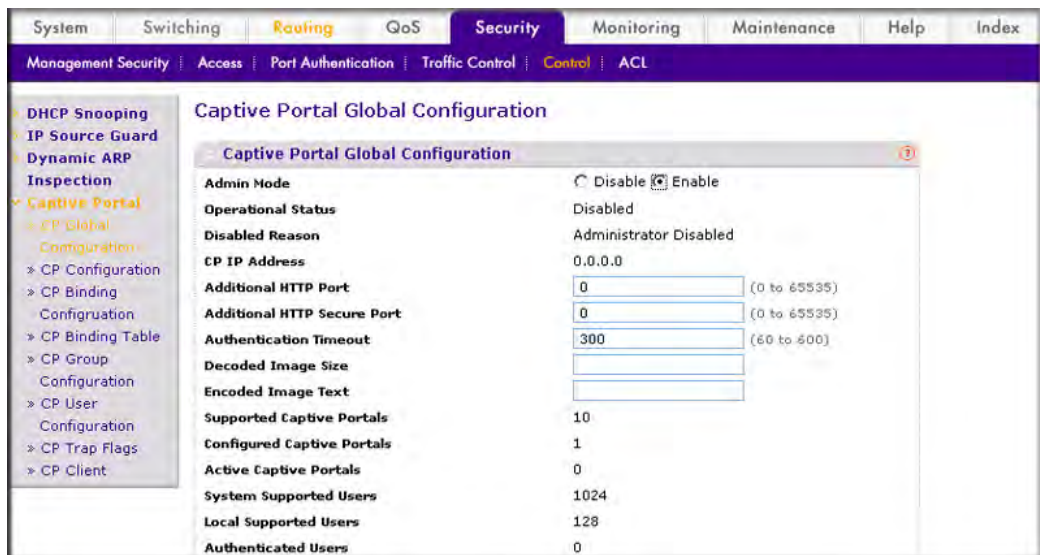 System Switching Routing QoS Security Monitoring Maintenance Help Index
Management Security Access Port Authentication Traffic Control Control ACL
DHCP Snooping
IP Source Guard
Dynamic ARP
Inspection
Captive Portal
» CP Global
Configuration
» CP Configuration
» CP Binding
Configruation
» CP Binding Table
» CP Group
Configuration
» CP User
Configuration
» CP Trap Flags
» CP Client
Captive Portal Global Configuration
Captive Portal Global Configuration ?
Admin Mode Disable Enable
Operational Status Disabled
Disabled Reason Administrator Disabled
CP IP Address 0.0.0.0
Additional HTTP Port 0 (0 to 65535)
Additional HTTP Secure Port 0 (0 to 65535)
Authentication Timeout 300 (60 to 600)
Decoded Image Size
Encoded Image Text
Supported Captive Portals 10
Configured Captive Portals 1
Active Captive Portals 0
System Supported Users 1024
Local Supported Users 128
Authenticated Users 0